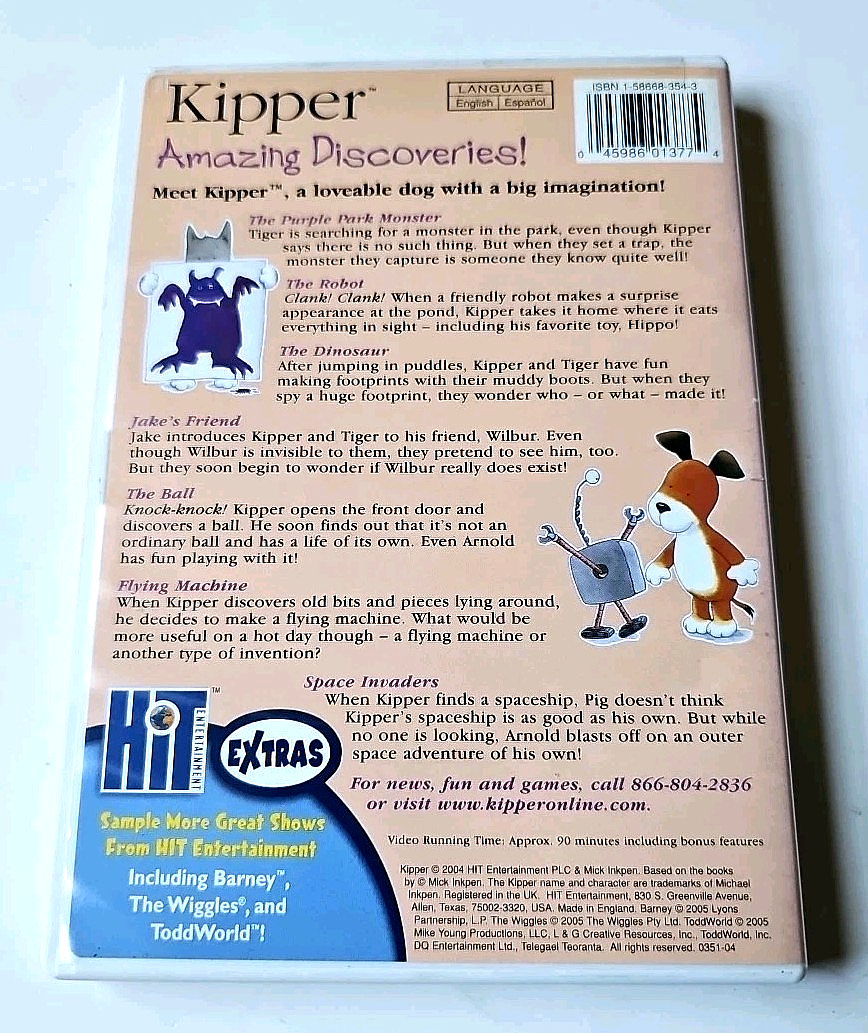 Kipper™
LANGUAGE
English | Español
ISBN 1-58668-354-3
0 45986 01377 4
Amazing Discoveries!
Meet Kipper™, a loveable dog with a big imagination!
The Purple Park Monster
Tiger is searching for a monster in the park, even though Kipper
says there is no such thing. But when they set a trap, the
monster they capture is someone they know quite well!
The Robot
Clank! Clank! When a friendly robot makes a surprise
appearance at the pond, Kipper takes it home where it eats
everything in sight – including his favorite toy, Hippo!
The Dinosaur
After jumping in puddles, Kipper and Tiger have fun
making footprints with their muddy boots. But when they
spy a huge footprint, they wonder who – or what – made it!
Jake's Friend
Jake introduces Kipper and Tiger to his friend, Wilbur. Even
though Wilbur is invisible to them, they pretend to see him, too.
But they soon begin to wonder if Wilbur really does exist!
The Ball
Knock-knock! Kipper opens the front door and
discovers a ball. He soon finds out that it's not an
ordinary ball and has a life of its own. Even Arnold
has fun playing with it!
Flying Machine
When Kipper discovers old bits and pieces lying around,
he decides to make a flying machine. What would be
more useful on a hot day though – a flying machine or
another type of invention?
Space Invaders
When Kipper finds a spaceship, Pig doesn't think
Kipper's spaceship is as good as his own. But while
no one is looking, Arnold blasts off on an outer
space adventure of his own!
HiT ENTERTAINMENT™
EXTRAS
For news, fun and games, call 866-804-2836
or visit www.kipperonline.com.
Sample More Great Shows
From HIT Entertainment
Including Barney™,
The Wiggles®, and
ToddWorld™!
Video Running Time: Approx. 90 minutes including bonus features
Kipper © 2004 HIT Entertainment PLC & Mick Inkpen. Based on the books
by © Mick Inkpen. The Kipper name and character are trademarks of Michael
Inkpen. Registered in the UK. HIT Entertainment, 830 S. Greenville Avenue,
Allen, Texas, 75002-3320, USA. Made in England. Barney © 2005 Lyons
Partnership, L.P. The Wiggles © 2005 The Wiggles Pty Ltd. ToddWorld © 2005
Mike Young Productions, LLC, L & G Creative Resources, Inc., ToddWorld, Inc.
DQ Entertainment Ltd., Telegael Teoranta. All rights reserved. 0351-04